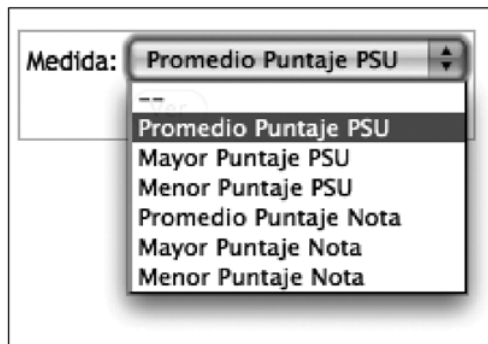 Medida: Promedio Puntaje PSU
--
Ver
Promedio Puntaje PSU
Mayor Puntaje PSU
Menor Puntaje PSU
Promedio Puntaje Nota
Mayor Puntaje Nota
Menor Puntaje Nota